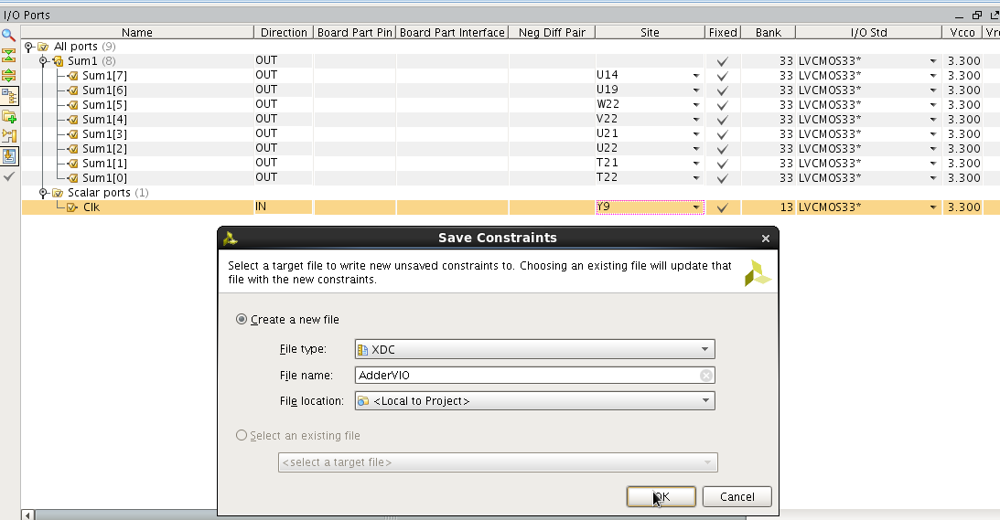 I/O Ports
Name Direction Board Part Pin Board Part Interface Neg Diff Pair Site Fixed Bank I/O Std Vcco Vr
All ports (9)
Sum1 (8) OUT 33 LVCMOS33* 3.300
Sum1[7] OUT U14 33 LVCMOS33* 3.300
Sum1[6] OUT U19 33 LVCMOS33* 3.300
Sum1[5] OUT W22 33 LVCMOS33* 3.300
Sum1[4] OUT V22 33 LVCMOS33* 3.300
Sum1[3] OUT U21 33 LVCMOS33* 3.300
Sum1[2] OUT U22 33 LVCMOS33* 3.300
Sum1[1] OUT T21 33 LVCMOS33* 3.300
Sum1[0] OUT T22 33 LVCMOS33* 3.300
Scalar ports (1)
Clk IN Y9 13 LVCMOS33* 3.300
Save Constraints
Select a target file to write new unsaved constraints to. Choosing an existing file will update that
file with the new constraints.
Create a new file
File type: XDC
File name: AdderVIO
File location: <Local to Project>
Select an existing file
<select a target file>
OK Cancel